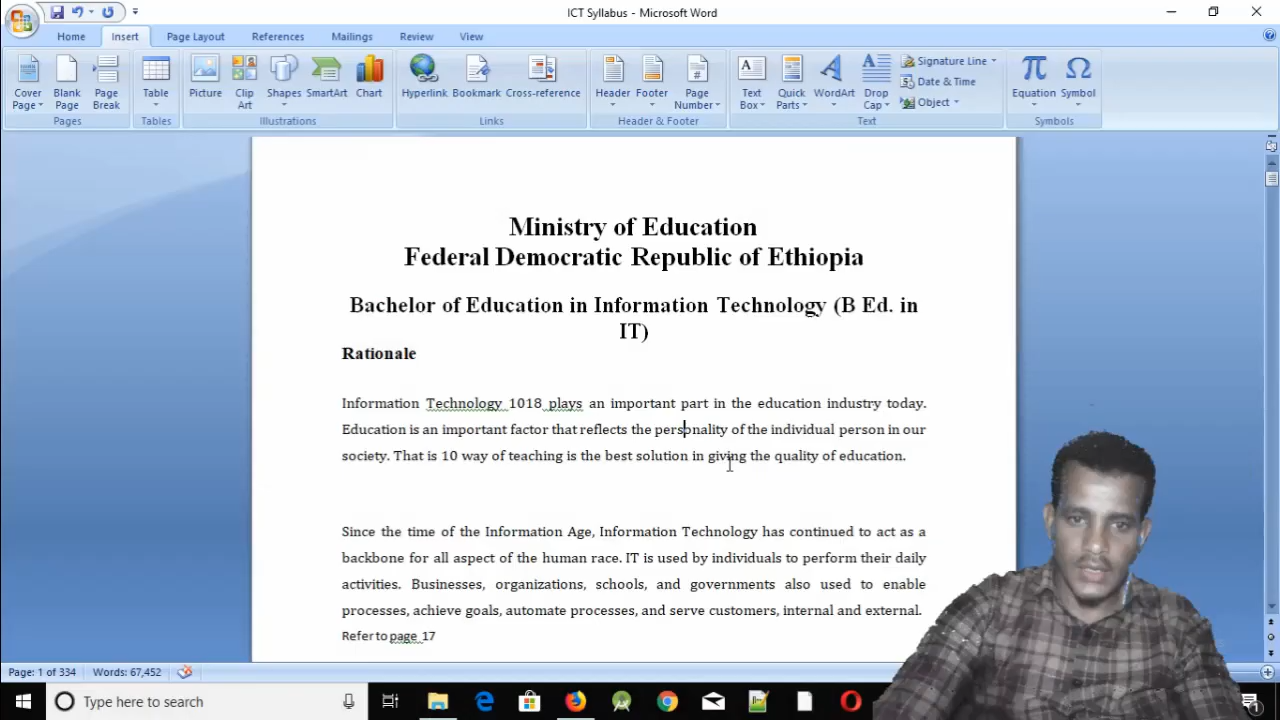 ICT Syllabus - Microsoft Word
Home Insert Page Layout References Mailings Review View
Cover Page Blank Page Page Break Table Picture Clip Art Shapes SmartArt Chart Hyperlink Bookmark Cross-reference Header Footer Page Number Text Box Quick Parts WordArt Drop Cap Signature Line Date & Time Object Equation Symbol
Pages Tables Illustrations Links Header & Footer Text Symbols
Ministry of Education
Federal Democratic Republic of Ethiopia
Bachelor of Education in Information Technology (B Ed. in
IT)
Rationale
Information Technology 1018 plays an important part in the education industry today.
Education is an important factor that reflects the personality of the individual person in our
society. That is 10 way of teaching is the best solution in giving the quality of education.
Since the time of the Information Age, Information Technology has continued to act as a
backbone for all aspect of the human race. IT is used by individuals to perform their daily
activities. Businesses, organizations, schools, and governments also used to enable
processes, achieve goals, automate processes, and serve customers, internal and external.
Refer to page 17
Page: 1 of 334 Words: 67,452
Type here to search